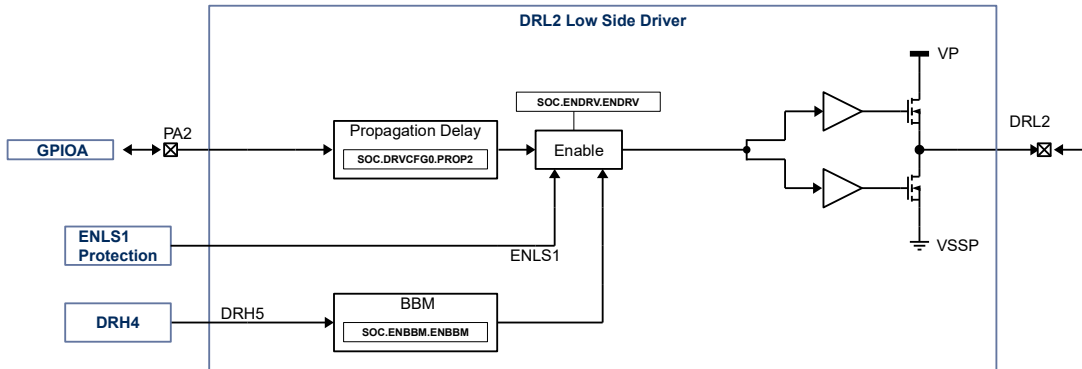 DRL2 Low Side Driver
VP
SOC.ENDRV.ENDRV
PA2
Propagation Delay
DRL2
GPIOA
SOC.DRVCFG0.PROP2
Enable
ENLS1
Protection
ENLS1
VSSP
BBM
DRH4
DRH5
SOC.ENBBM.ENBBM